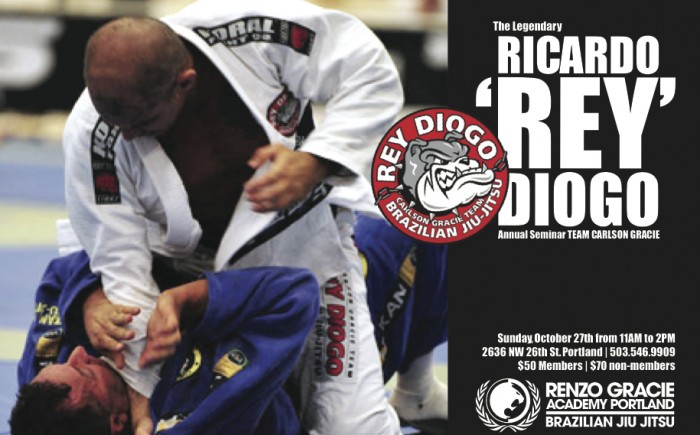 The Legendary
RICARDO
'REY'
DIOGO
Annual Seminar TEAM CARLSON GRACIE
REY DIOGO
CARLSON GRACIE TEAM
BRAZILIAN JIU-JITSU
Sunday, October 27th from 11AM to 2PM
2636 NW 26th St. Portland | 503.546.9909
$50 Members | $70 non-members
RENZO GRACIE
ACADEMY PORTLAND
BRAZILIAN JIU JITSU
KORAL
Y DIOGO